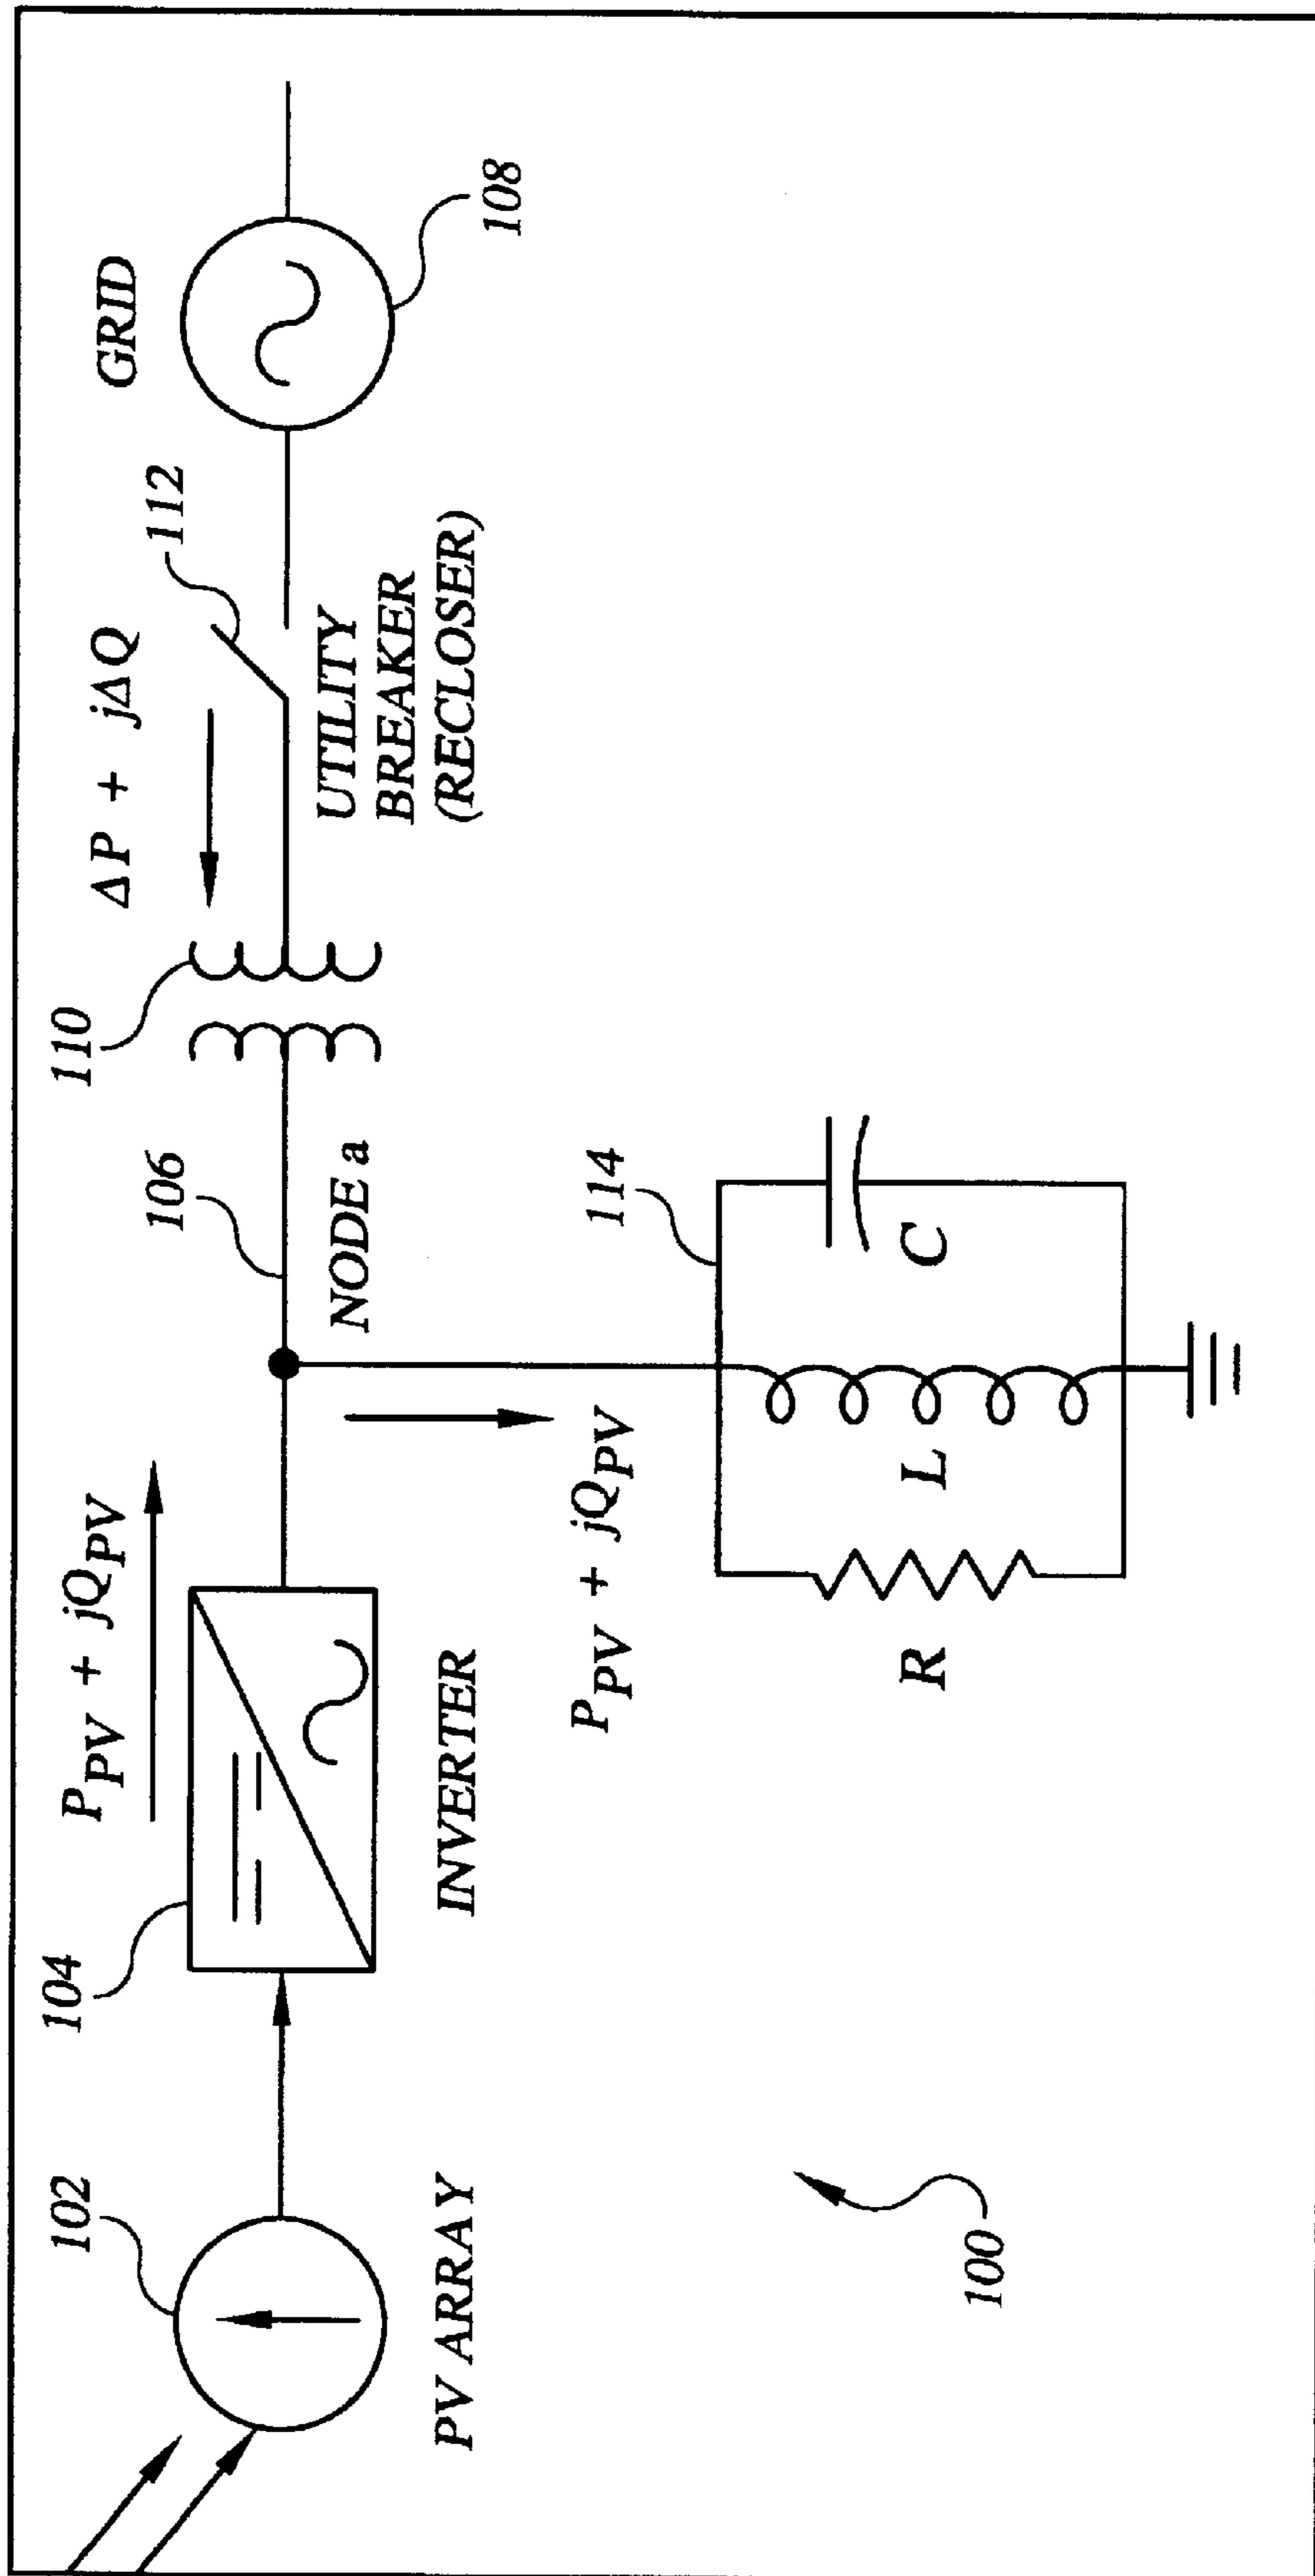 102
104
106
110
112
108
P_PV + jQ_PV
ΔP + jΔQ
GRID
PV ARRAY
INVERTER
NODE a
UTILITY
BREAKER
(RECLOSER)
P_PV + jQ_PV
114
R
L
C
100